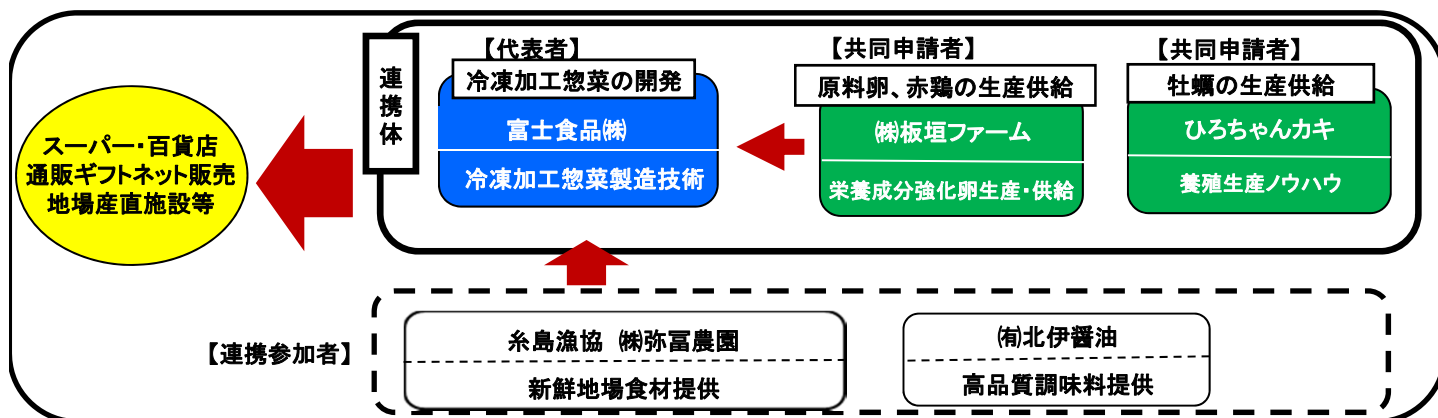 連携体
【代表者】
冷凍加工惣菜の開発
富士食品㈱
冷凍加工惣菜製造技術
【共同申請者】
原料卵、赤鶏の生産供給
㈱板垣ファーム
栄養成分強化卵生産・供給
【共同申請者】
牡蠣の生産供給
ひろちゃんカキ
養殖生産ノウハウ
スーパー・百貨店
通販ギフトネット販売
地場産直施設等
【連携参加者】
糸島漁協 ㈱弥冨農園
新鮮地場食材提供
㈲北伊醤油
高品質調味料提供